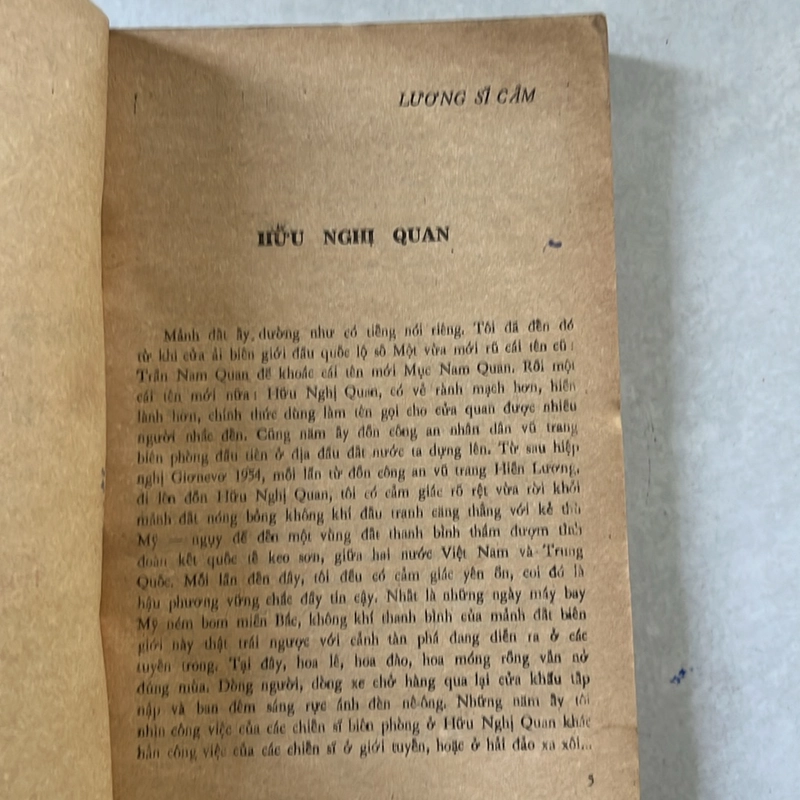 LƯƠNG SĨ CẦM
HỮU NGHỊ QUAN
Mảnh đất ấy dường như có tiếng nói riêng. Tôi đã đến đó
từ khi cửa ải biên giới đầu quốc lộ số Một vừa mới rũ cái tên cũ:
Trấn Nam Quan để khoác cái tên mới Mục Nam Quan. Rồi một
cái tên mới nữa: Hữu Nghị Quan, có vẻ rành mạch hơn, hiền
lành hơn, chính thức dùng làm tên gọi cho cửa quan được nhiều
người nhắc đến. Cũng năm ấy đồn công an nhân dân vũ trang
biên phòng đầu tiên ở địa đầu đất nước ta dựng lên. Từ sau hiệp
nghị Giơnevơ 1954, mỗi lần từ đồn công an vũ trang Hiền Lương,
đi lên đồn Hữu Nghị Quan, tôi có cảm giác rõ rệt vừa rời khỏi
mảnh đất nóng bỏng không khí đấu tranh căng thẳng với kẻ thù
Mỹ — ngụy để đến một vùng đất thanh bình thắm đượm tình
đoàn kết quốc tế keo sơn, giữa hai nước Việt Nam và Trung
Quốc. Mỗi lần đến đây, tôi đều có cảm giác yên ổn, coi đó là
hậu phương vững chắc đầy tin cậy. Nhất là những ngày máy bay
Mỹ ném bom miền Bắc, không khí thanh bình của mảnh đất biên
giới này thật trái ngược với cảnh tàn phá đang diễn ra ở các
tuyến trong. Tại đây, hoa lê, hoa đào, hoa móng rồng vẫn nở
đúng mùa. Dòng người, dòng xe chở hàng qua lại cửa khẩu tấp
nập và ban đêm sáng rực ánh đèn nê-ông. Những năm ấy tôi
nhìn công việc của các chiến sĩ biên phòng ở Hữu Nghị Quan khác
hẳn công việc của các chiến sĩ ở giới tuyến, hoặc ở hải đảo xa xôi...
5